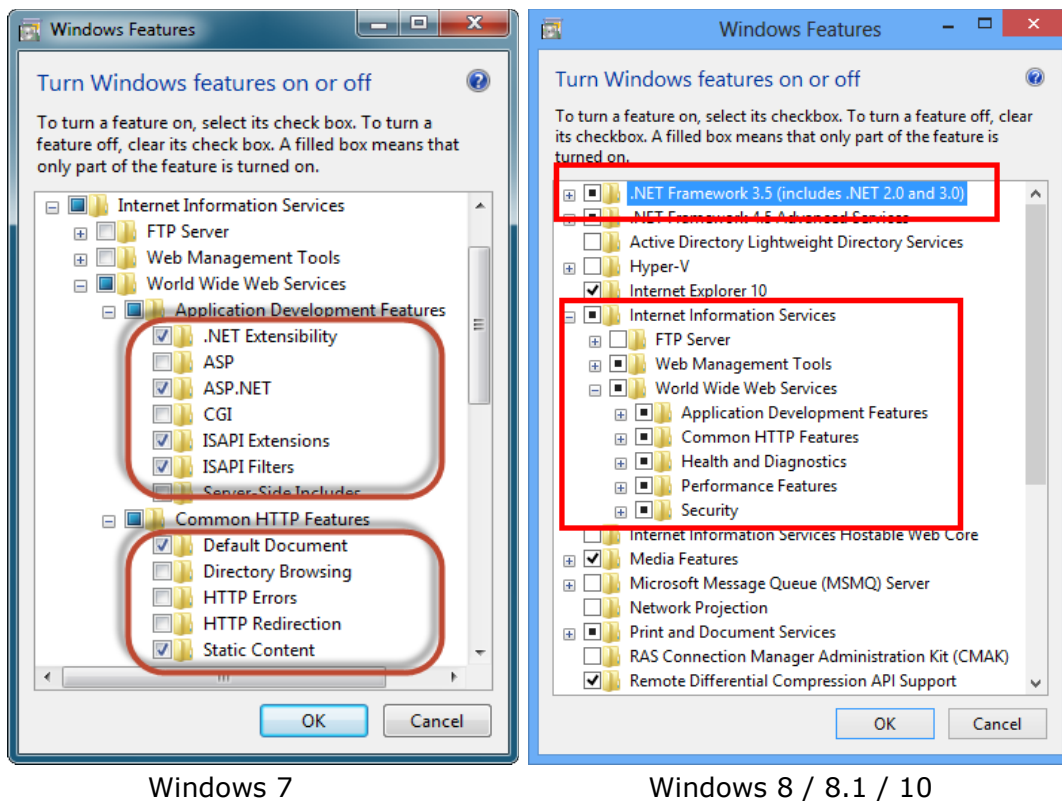 Windows Features
Turn Windows features on or off
To turn a feature on, select its check box. To turn a
feature off, clear its check box. A filled box means that
only part of the feature is turned on.
Internet Information Services
FTP Server
Web Management Tools
World Wide Web Services
Application Development Features
.NET Extensibility
ASP
ASP.NET
CGI
ISAPI Extensions
ISAPI Filters
Server-Side Includes
Common HTTP Features
Default Document
Directory Browsing
HTTP Errors
HTTP Redirection
Static Content
OK
Cancel
Windows 7
Windows Features
Turn Windows features on or off
To turn a feature on, select its checkbox. To turn a feature off, clear
its checkbox. A filled box means that only part of the feature is
turned on.
.NET Framework 3.5 (includes .NET 2.0 and 3.0)
.NET Framework 4.5 Advanced Services
Active Directory Lightweight Directory Services
Hyper-V
Internet Explorer 10
Internet Information Services
FTP Server
Web Management Tools
World Wide Web Services
Application Development Features
Common HTTP Features
Health and Diagnostics
Performance Features
Security
Internet Information Services Hostable Web Core
Media Features
Microsoft Message Queue (MSMQ) Server
Network Projection
Print and Document Services
RAS Connection Manager Administration Kit (CMAK)
Remote Differential Compression API Support
OK
Cancel
Windows 8 / 8.1 / 10